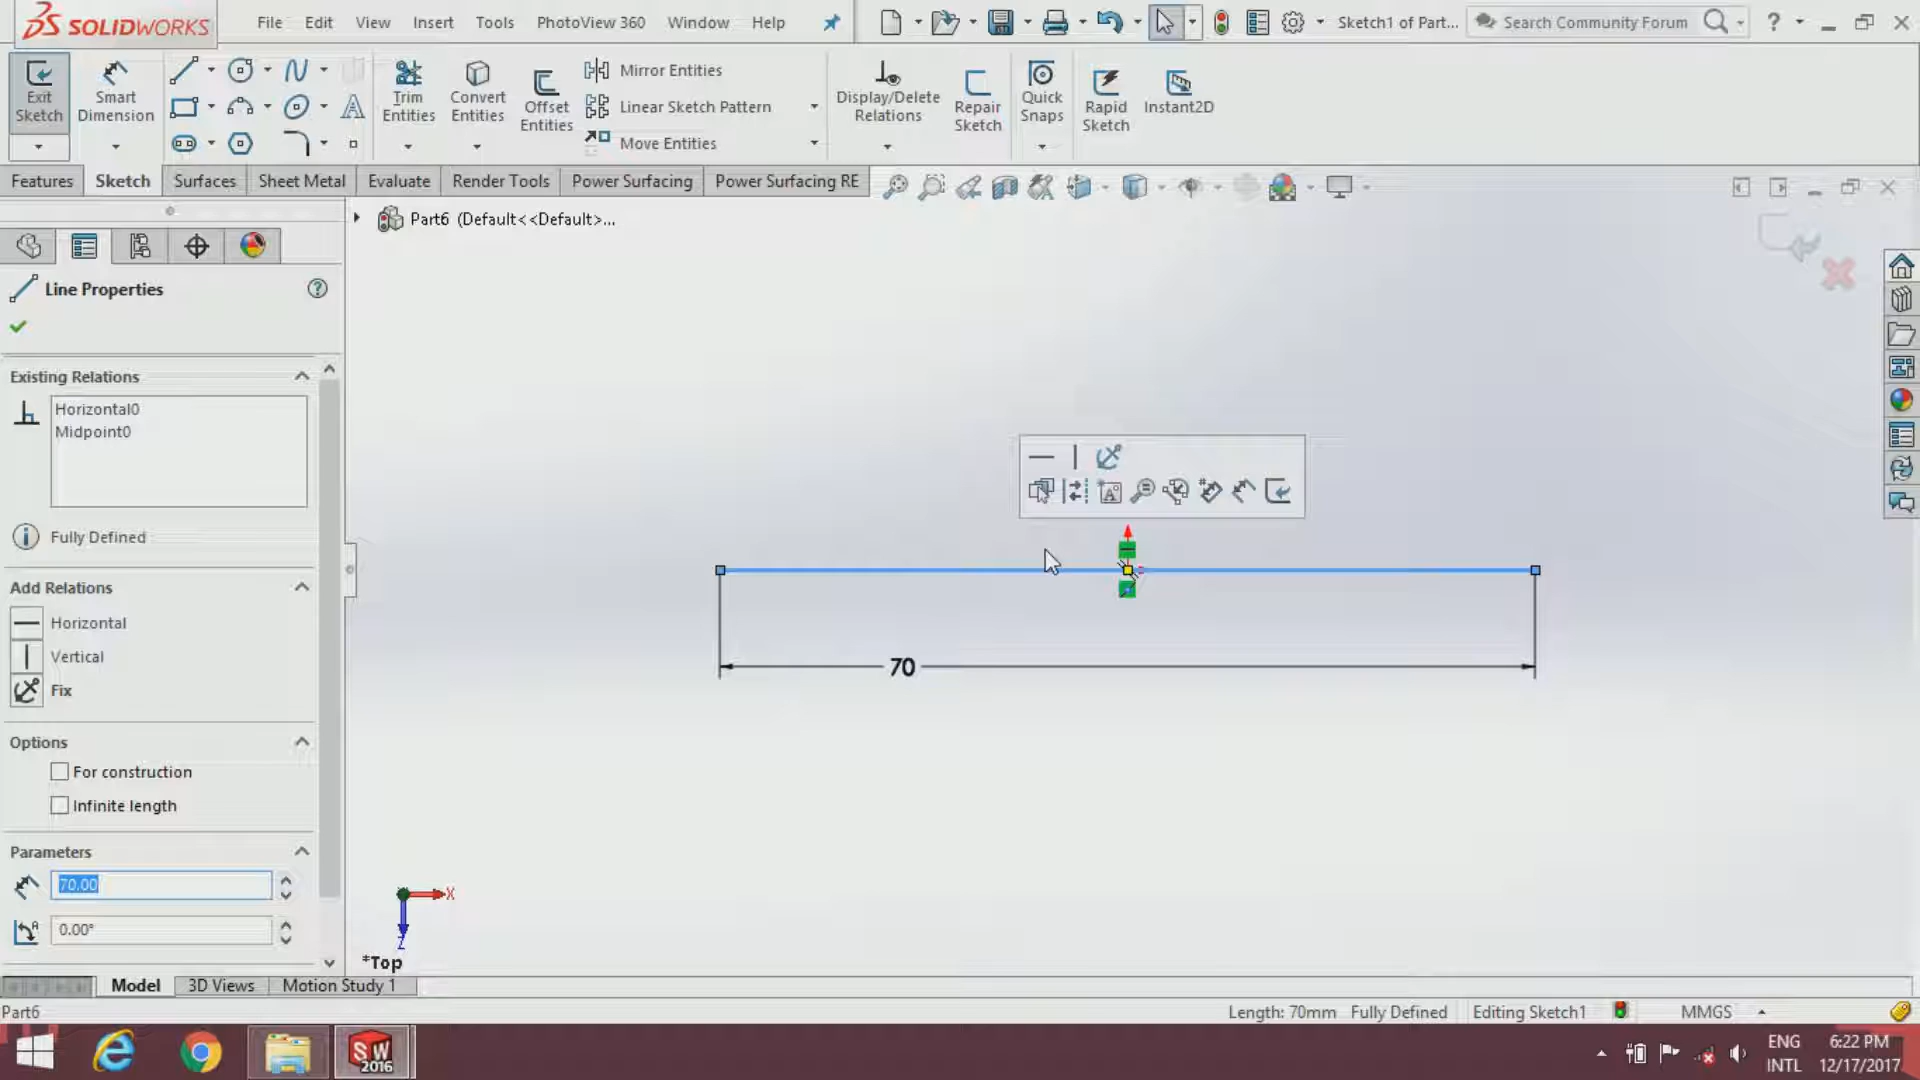 SOLIDWORKS
File Edit View Insert Tools PhotoView 360 Window Help
Sketch1 of Part...
Search Community Forum
Exit Sketch
Smart Dimension
Trim Entities
Convert Entities
Offset Entities
Mirror Entities
Linear Sketch Pattern
Move Entities
Display/Delete Relations
Repair Sketch
Quick Snaps
Rapid Sketch
Instant2D
Features Sketch Surfaces Sheet Metal Evaluate Render Tools Power Surfacing Power Surfacing RE
Part6 (Default<<Default>...
Line Properties
Existing Relations
Horizontal0
Midpoint0
Fully Defined
Add Relations
Horizontal
Vertical
Fix
Options
For construction
Infinite length
Parameters
70.00
0.00°
70
X
Z
*Top
Model 3D Views Motion Study 1
Part6
Length: 70mm Fully Defined Editing Sketch1 MMGS
SW 2016
ENG INTL
6:22 PM
12/17/2017